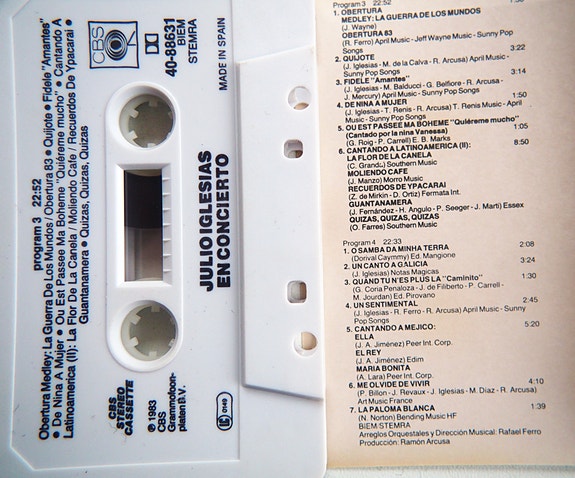 program 3 22:52
Obertura Medley: La Guerra De Los Mundos / Obertura 83 • Quijote • Fidele "Amantes"
• De Nina A Mujer • Ou Est Passee Ma Boheme "Quiéreme mucho" • Cantando A
Latinoamerica (II): La Flor De La Canela / Moliendo Cafe / Recuerdos De Ypacarai •
Guantanamera • Quizas, Quizas, Quizas
CBS
40-88631
BIEM
STEMRA
MADE IN SPAIN
JULIO IGLESIAS
EN CONCIERTO
CBS
STEREO
CASSETTE
℗ 1983
CBS
Grammofoon-
platen B.V.
LC 0149
Program 3 22:52
1. OBERTURA
MEDLEY: LA GUERRA DE LOS MUNDOS
(J. Wayne)
OBERTURA 83
(R. Ferro) April Music - Jeff Wayne Music - Sunny Pop
Songs
2. QUIJOTE 3:22
(J. Iglesias - M. de la Calva - R. Arcusa) April Music -
Sunny Pop Songs
3. FIDELE "Amantes" 3:14
(J. Iglesias - M. Balducci - G. Belfiore - R. Arcusa -
J. Mercury) April Music - Sunny Pop Songs
4. DE NINA A MUJER 1:50
(J. Iglesias - T. Renis - R. Arcusa) T. Renis Music - April
Music - Sunny Pop Songs
5. OU EST PASSEE MA BOHEME "Quiéreme mucho"
(Cantado por la nina Vanessa) 1:05
(G. Roig - P. Carrell) E. B. Marks
6. CANTANDO A LATINOAMERICA (II): 8:50
LA FLOR DE LA CANELA
(C. Granda) Southern Music
MOLIENDO CAFE
(J. Manzo) Morro Music
RECUERDOS DE YPACARAI
(Z. de Mirkin - D. Ortiz) Fermata Int.
GUANTANAMERA
(J. Fernández - H. Angulo - P. Seeger - J. Marti) Essex
QUIZAS, QUIZAS, QUIZAS
(O. Farres) Southern Music
Program 4 22:33
1. O SAMBA DA MINHA TERRA 2:08
(Dorival Caymmy) Ed. Mangione
2. UN CANTO A GALICIA 3:24
(J. Iglesias) Notas Magicas
3. QUAND TU N'ES PLUS LA "Caminito" 1:30
(G. Coria Penaloza - J. de Filiberto - P. Carrell -
M. Jourdan) Ed. Pirovano
4. UN SENTIMENTAL 2:45
(J. Iglesias - R. Ferro - R. Arcusa) April Music - Sunny
Pop Songs
5. CANTANDO A MEJICO: 5:20
ELLA
(J. A. Jiménez) Peer Int. Corp.
EL REY
(J. A. Jiménez) Edim
MARIA BONITA
(A. Lara) Peer Int. Corp.
6. ME OLVIDE DE VIVIR 4:10
(P. Billon - J. Revaux - J. Iglesias - M. Diaz - R. Arcusa)
Art Music France
7. LA PALOMA BLANCA 1:39
(N. Norton) Bending Music HF
BIEM/STEMRA
Arreglos Orquestales y Dirección Musical: Rafael Ferro
Producción: Ramón Arcusa